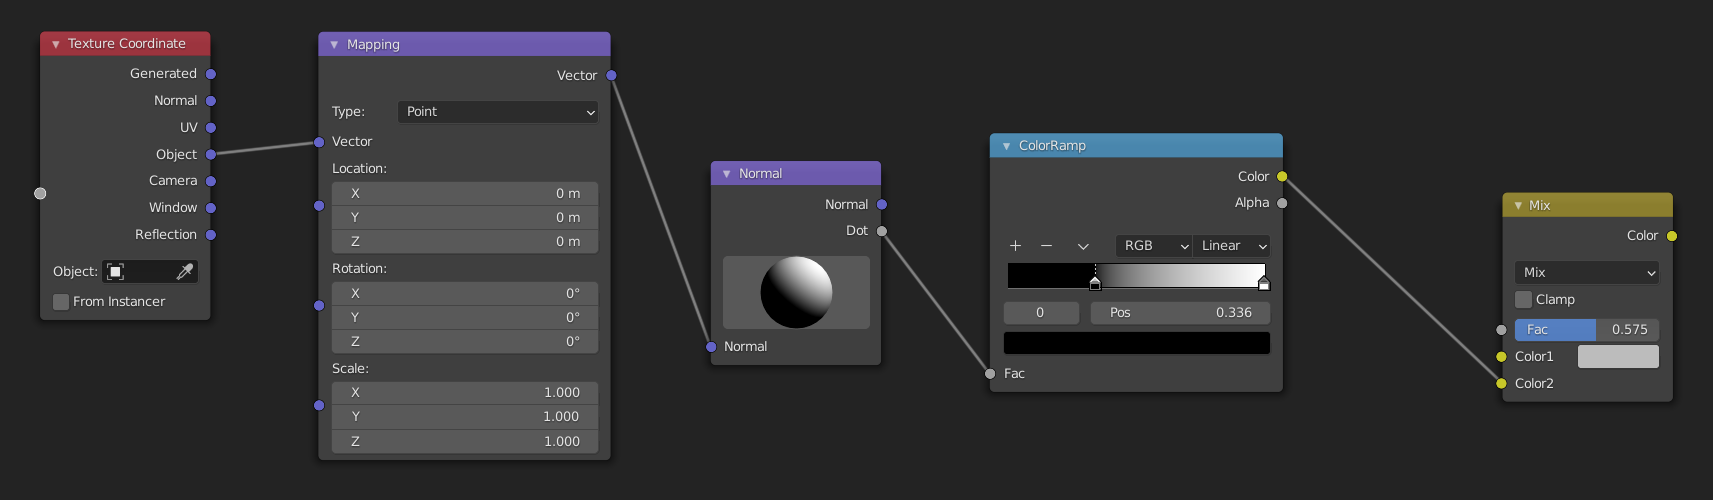 Texture Coordinate
Generated
Normal
UV
Object
Camera
Window
Reflection
Object:
From Instancer
Mapping
Vector
Type: Point
Vector
Location:
X 0 m
Y 0 m
Z 0 m
Rotation:
X 0°
Y 0°
Z 0°
Scale:
X 1.000
Y 1.000
Z 1.000
Normal
Normal
Dot
Normal
ColorRamp
Color
Alpha
+ − RGB Linear
0 Pos 0.336
Fac
Mix
Color
Mix
Clamp
Fac 0.575
Color1
Color2